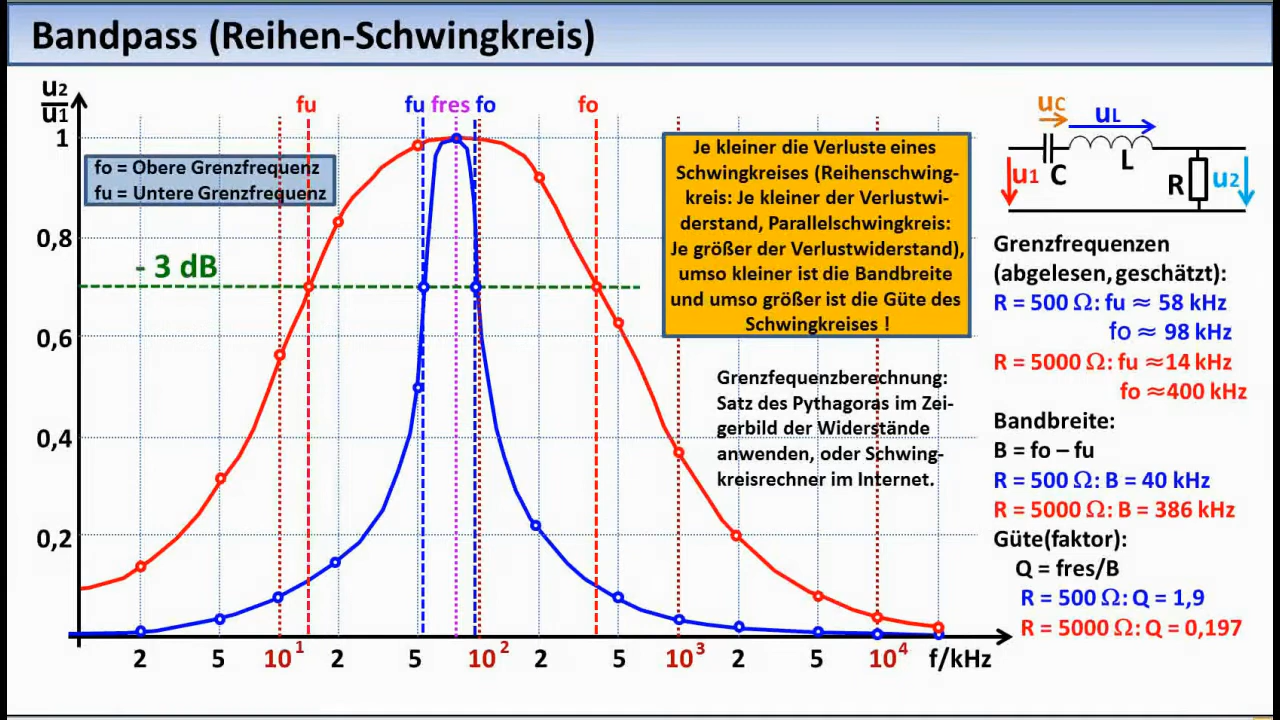 Bandpass (Reihen-Schwingkreis)
u2
u1
fu
fu fres fo
fo
1
0,8
0,6
0,4
0,2
fo = Obere Grenzfrequenz
fu = Untere Grenzfrequenz
- 3 dB
Je kleiner die Verluste eines
Schwingkreises (Reihenschwing-
kreis: Je kleiner der Verlustwi-
derstand, Parallelschwingkreis:
Je größer der Verlustwiderstand),
umso kleiner ist die Bandbreite
und umso größer ist die Güte des
Schwingkreises !
Grenzfequenzberechnung:
Satz des Pythagoras im Zei-
gerbild der Widerstände
anwenden, oder Schwing-
kreisrechner im Internet.
2 5 10¹ 2 5 10² 2 5 10³ 2 5 10⁴ f/kHz
uC
uL
u1 C L R u2
Grenzfrequenzen
(abgelesen, geschätzt):
R = 500 Ω: fu ≈ 58 kHz
fo ≈ 98 kHz
R = 5000 Ω: fu ≈14 kHz
fo ≈400 kHz
Bandbreite:
B = fo – fu
R = 500 Ω: B = 40 kHz
R = 5000 Ω: B = 386 kHz
Güte(faktor):
Q = fres/B
R = 500 Ω: Q = 1,9
R = 5000 Ω: Q = 0,197